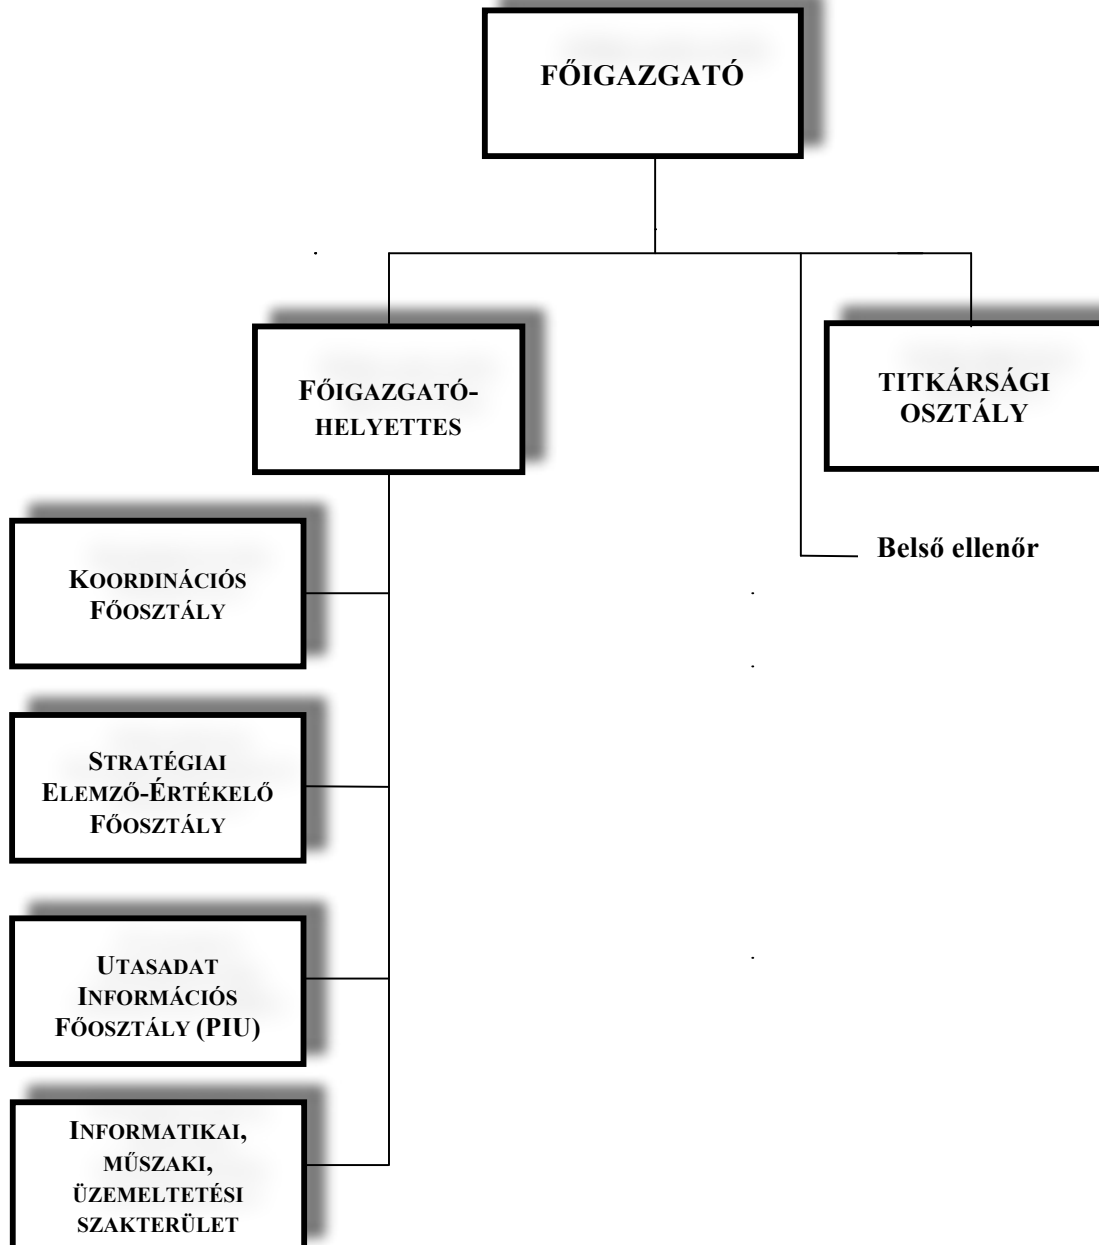 FŐIGAZGATÓ
FŐIGAZGATÓ-
HELYETTES
TITKÁRSÁGI
OSZTÁLY
Belső ellenőr
KOORDINÁCIÓS
FŐOSZTÁLY
STRATÉGIAI
ELEMZŐ-ÉRTÉKELŐ
FŐOSZTÁLY
UTASADAT
INFORMÁCIÓS
FŐOSZTÁLY (PIU)
INFORMATIKAI,
MŰSZAKI,
ÜZEMELTETÉSI
SZAKTERÜLET